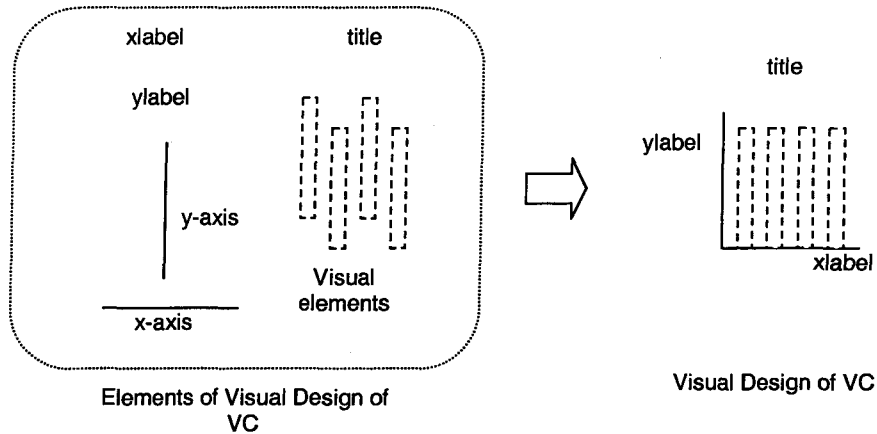 xlabel
title
ylabel
y-axis
Visual
elements
x-axis
Elements of Visual Design of
VC
title
ylabel
xlabel
Visual Design of VC